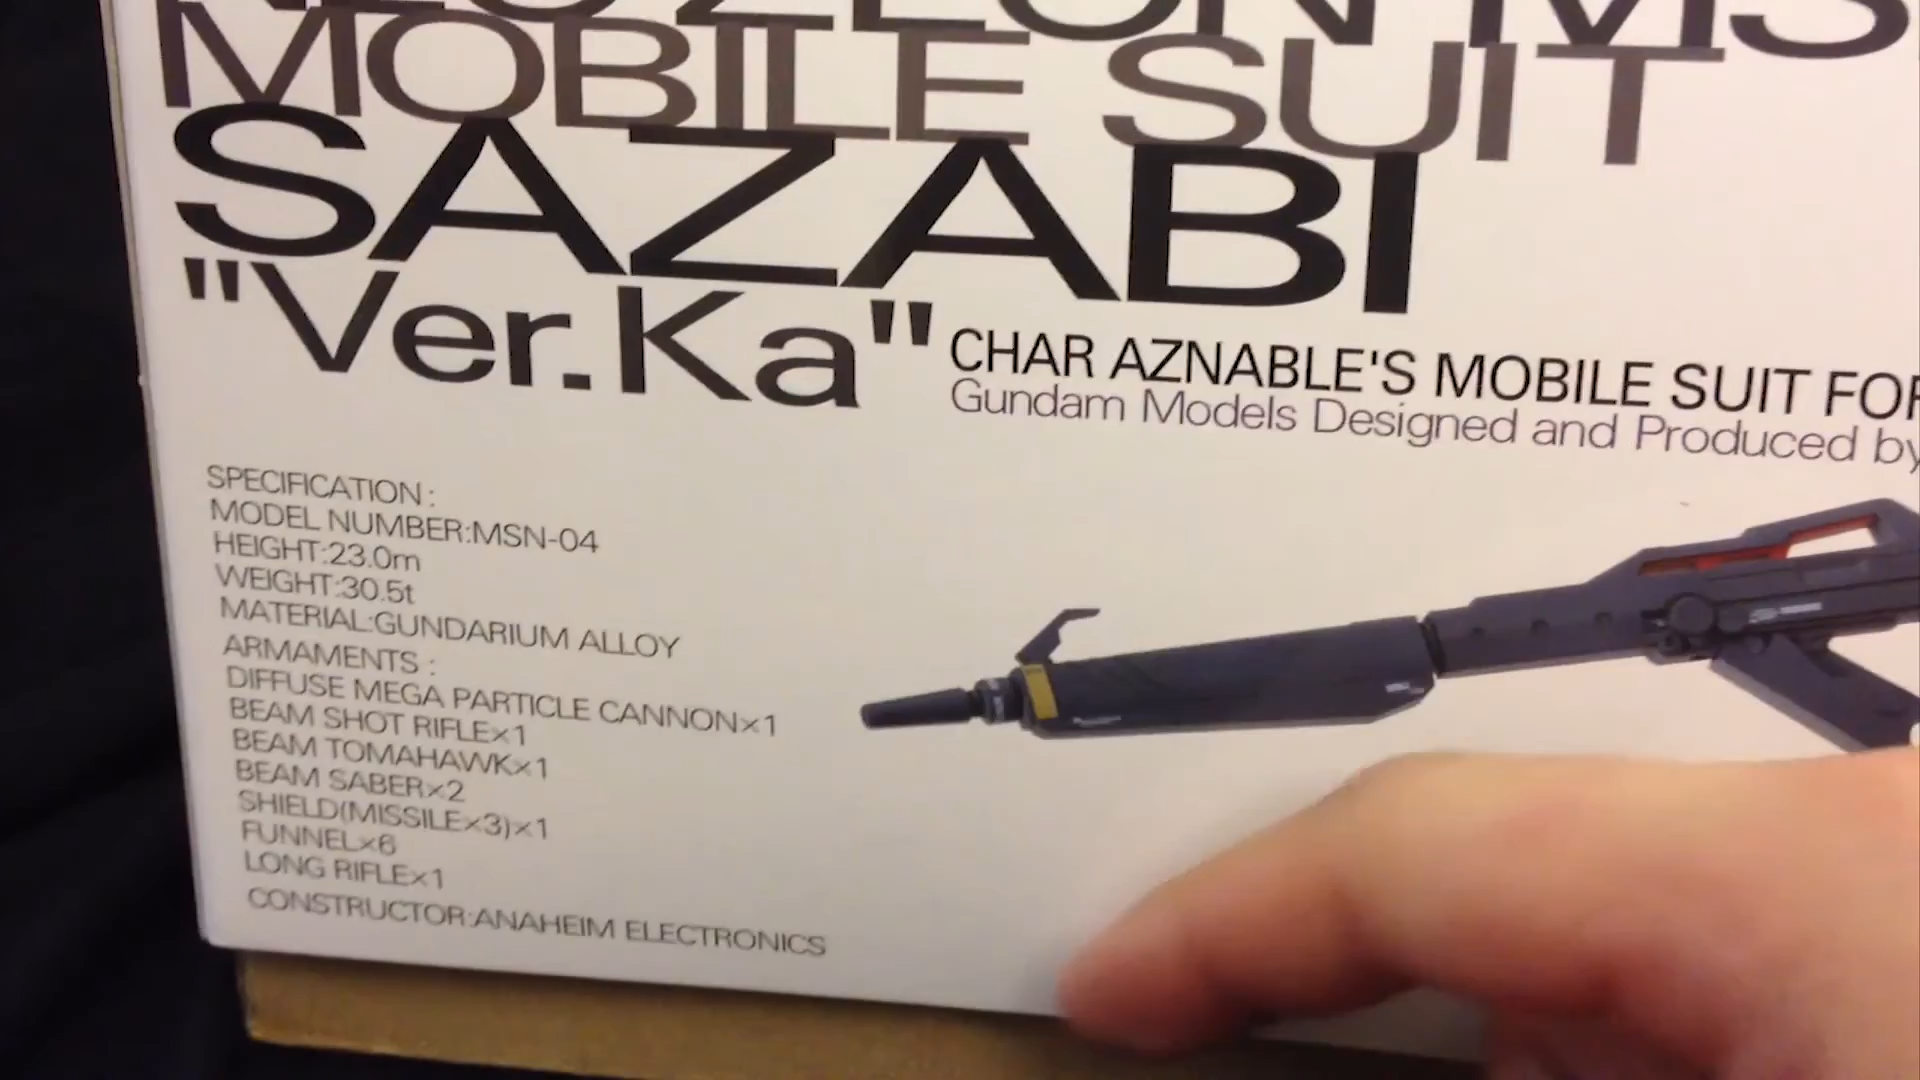 NEO ZEON MS
MOBILE SUIT
SAZABI
"Ver.Ka"
CHAR AZNABLE'S MOBILE SUIT FOR
Gundam Models Designed and Produced by
SPECIFICATION :
MODEL NUMBER:MSN-04
HEIGHT:23.0m
WEIGHT:30.5t
MATERIAL:GUNDARIUM ALLOY
ARMAMENTS :
DIFFUSE MEGA PARTICLE CANNON×1
BEAM SHOT RIFLE×1
BEAM TOMAHAWK×1
BEAM SABER×2
SHIELD(MISSILE×3)×1
FUNNEL×6
LONG RIFLE×1
CONSTRUCTOR:ANAHEIM ELECTRONICS